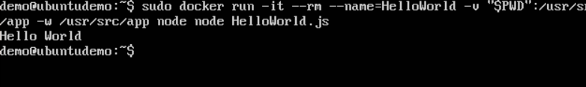 demo@ubuntudemo:~$ sudo docker run -it --rm --name=HelloWorld -v "$PWD":/usr/sr
/app -w /usr/src/app node node HelloWorld.js
Hello World
demo@ubuntudemo:~$